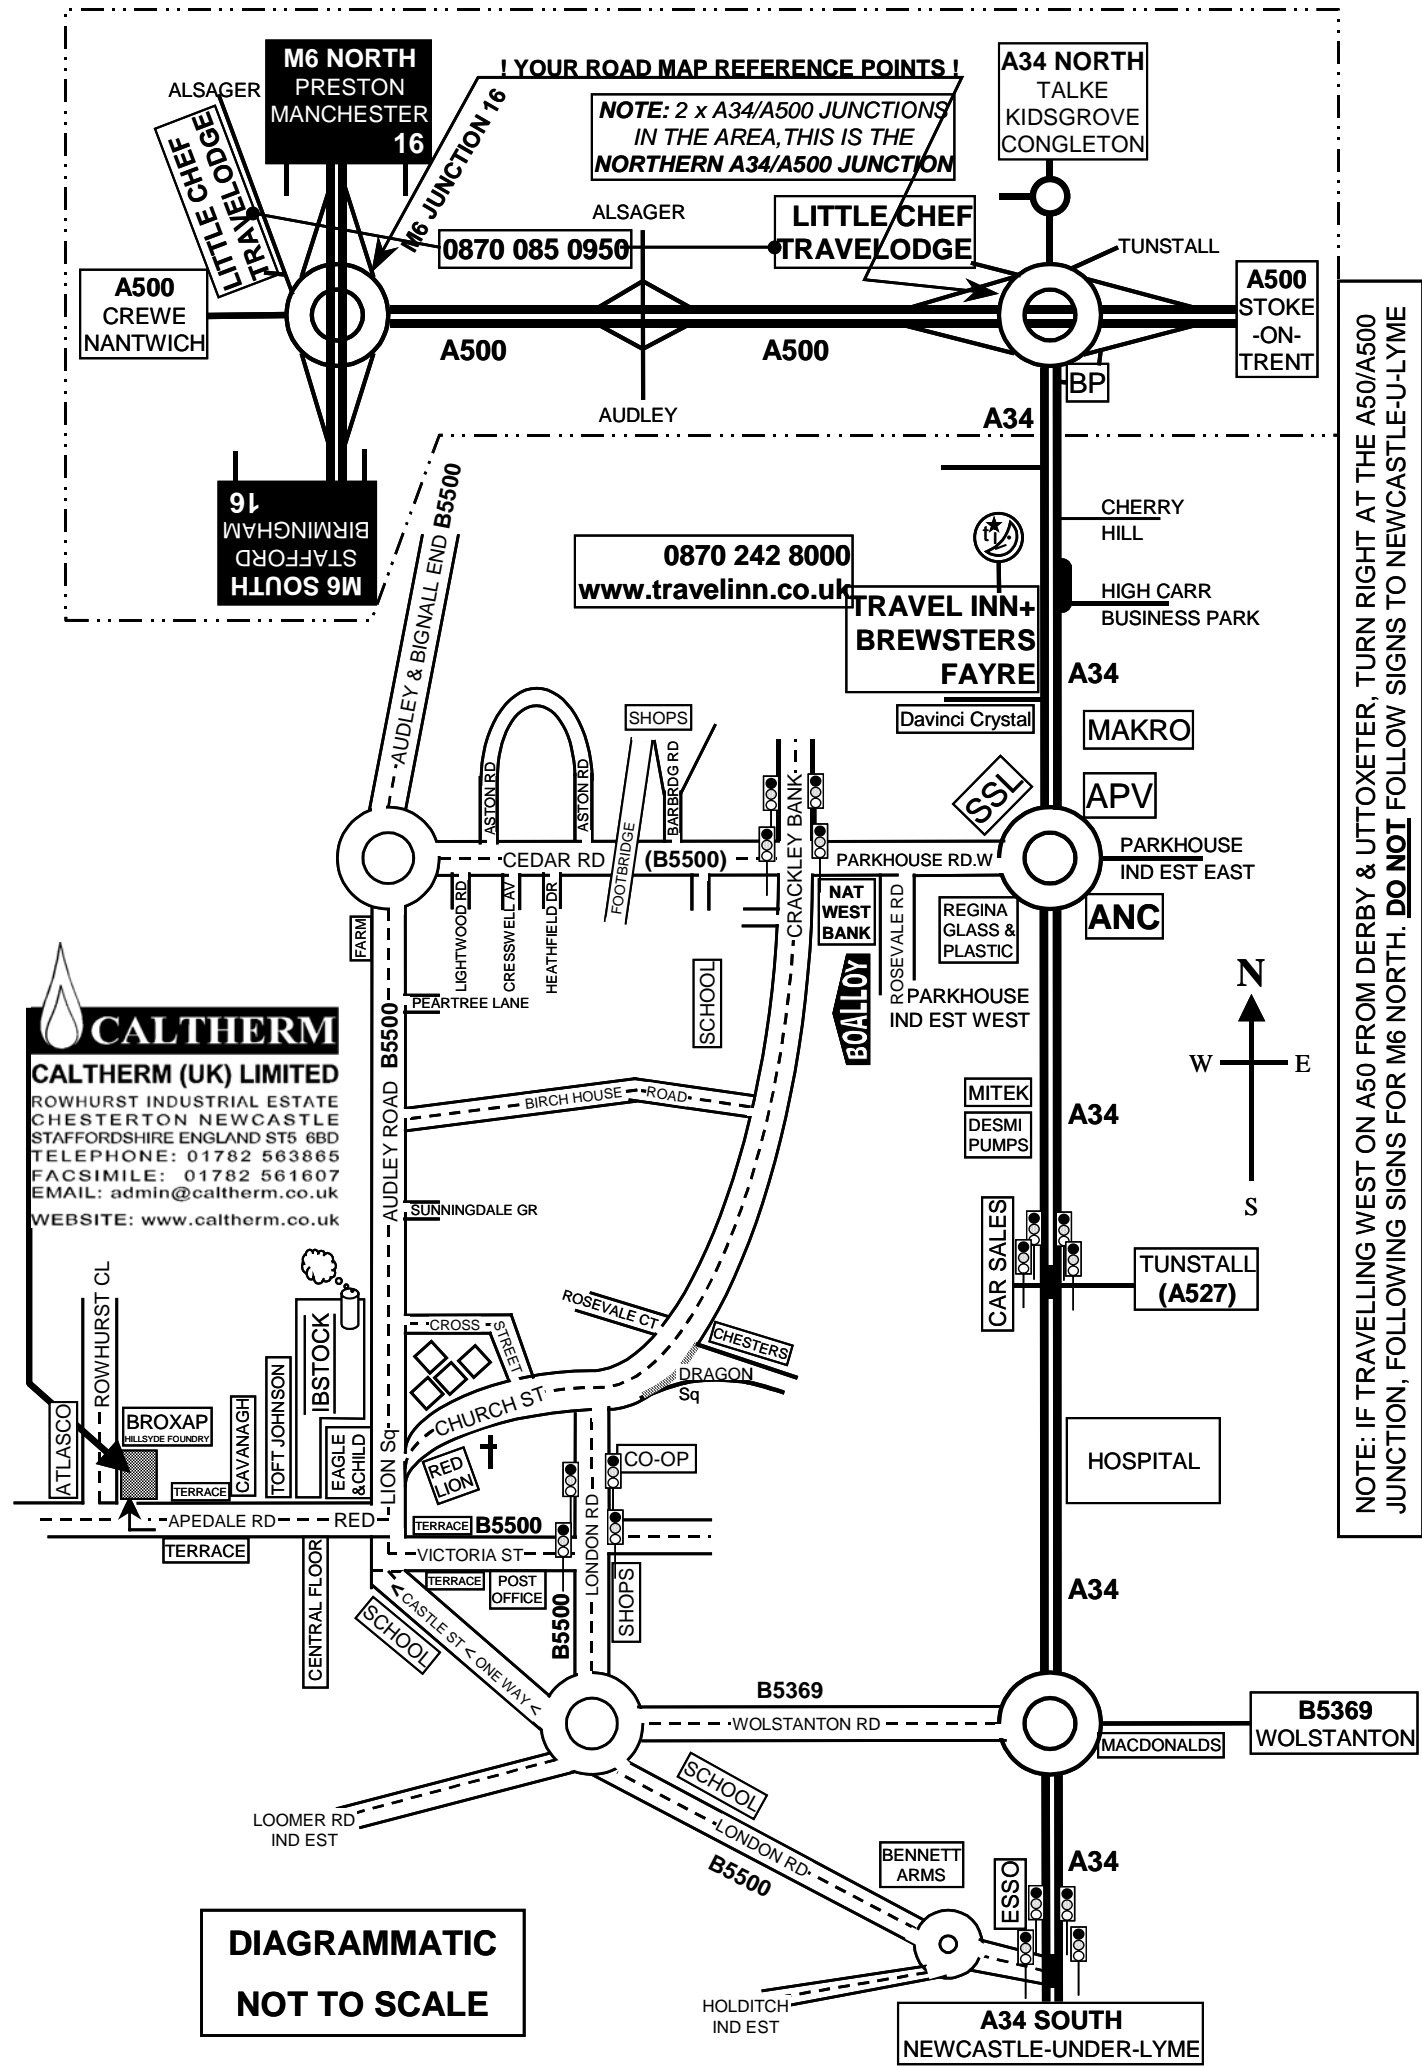 M6 NORTH
PRESTON
MANCHESTER
16
ALSAGER
LITTLE CHEF
TRAVELODGE
! YOUR ROAD MAP REFERENCE POINTS !
M6 JUNCTION 16
NOTE: 2 x A34/A500 JUNCTIONS
IN THE AREA,THIS IS THE
NORTHERN A34/A500 JUNCTION
A34 NORTH
TALKE
KIDSGROVE
CONGLETON
ALSAGER
0870 085 0950
LITTLE CHEF
TRAVELODGE
TUNSTALL
A500
CREWE
NANTWICH
A500
STOKE
-ON-
TRENT
A500
A500
AUDLEY
BP
A34
M6 SOUTH
STAFFORD
BIRMINGHAM
16
AUDLEY & BIGNALL END B5500
CHERRY
HILL
0870 242 8000
www.travelinn.co.uk
ti
TRAVEL INN+
BREWSTERS
FAYRE
HIGH CARR
BUSINESS PARK
A34
Davinci Crystal
MAKRO
SSL
APV
SHOPS
ASTON RD
ASTON RD
FOOTBRIDGE
BARBRDG RD
CRACKLEY BANK
CEDAR RD
(B5500)
PARKHOUSE RD.W
PARKHOUSE
IND EST EAST
ANC
NAT
WEST
BANK
ROSEVALE RD
REGINA
GLASS &
PLASTIC
FARM
LIGHTWOOD RD
CRESSWELL AV
HEATHFIELD DR
SCHOOL
BOALLOY
PARKHOUSE
IND EST WEST
PEARTREE LANE
N
W
E
S
CALTHERM
CALTHERM (UK) LIMITED
ROWHURST INDUSTRIAL ESTATE
CHESTERTON NEWCASTLE
STAFFORDSHIRE ENGLAND ST5 6BD
TELEPHONE: 01782 563865
FACSIMILE: 01782 561607
EMAIL: admin@caltherm.co.uk
WEBSITE: www.caltherm.co.uk
AUDLEY ROAD B5500
BIRCH HOUSE ROAD
MITEK
DESMI
PUMPS
A34
SUNNINGDALE GR
CAR SALES
TUNSTALL
(A527)
ROWHURST CL
ROSEVALE CT
CROSS
STREET
CHESTERS
DRAGON
Sq
IBSTOCK
CHURCH ST
ATLASCO
BROXAP
HILLSYDE FOUNDRY
CAVANAGH
TOFT JOHNSON
EAGLE
&CHILD
RED
LION
CO-OP
HOSPITAL
TERRACE
APEDALE RD
RED
LION Sq
TERRACE
B5500
TERRACE
VICTORIA ST
TERRACE
POST
OFFICE
LONDON RD
SHOPS
B5500
CENTRAL FLOOR
SCHOOL
< CASTLE ST < ONE WAY <
A34
B5369
WOLSTANTON RD
B5369
WOLSTANTON
MACDONALDS
LOOMER RD
IND EST
SCHOOL
LONDON RD
B5500
BENNETT
ARMS
ESSO
A34
HOLDITCH
IND EST
A34 SOUTH
NEWCASTLE-UNDER-LYME
DIAGRAMMATIC
NOT TO SCALE
NOTE: IF TRAVELLING WEST ON A50 FROM DERBY & UTTOXETER, TURN RIGHT AT THE A50/A500
JUNCTION, FOLLOWING SIGNS FOR M6 NORTH. DO NOT FOLLOW SIGNS TO NEWCASTLE-U-LYME